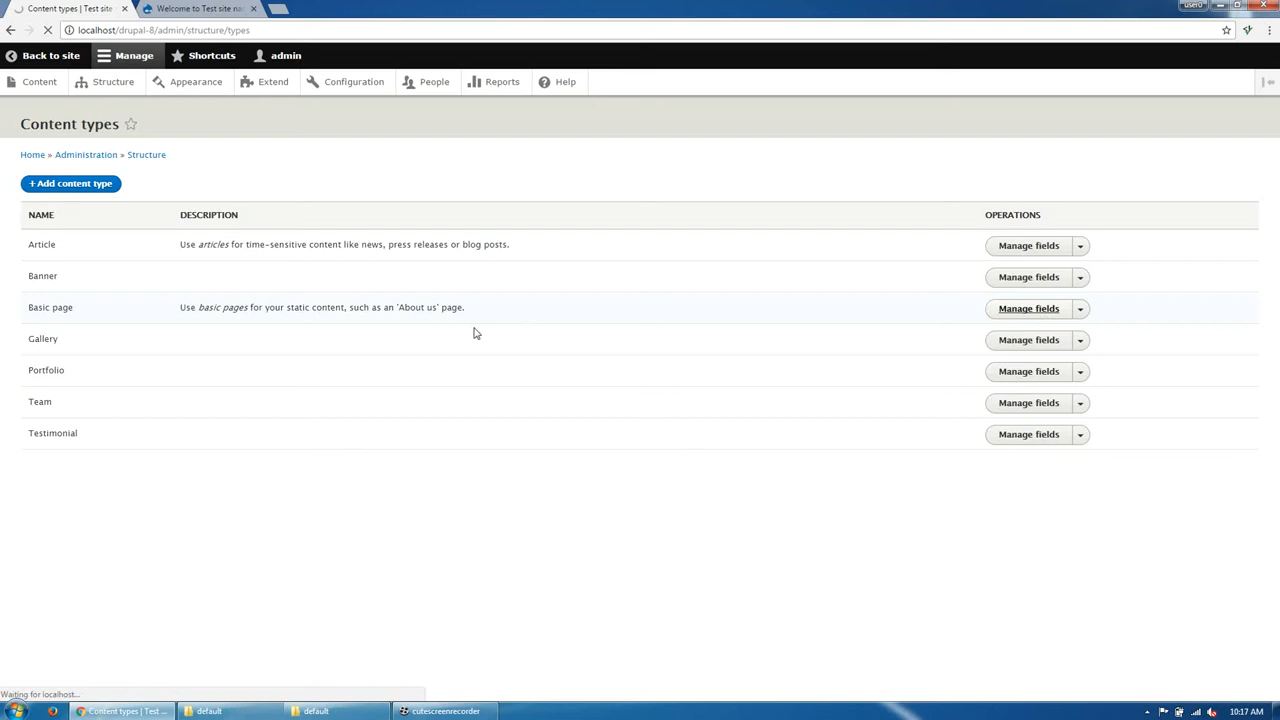 Content types | Test site
Welcome to Test site na
user0
localhost/drupal-8/admin/structure/types
Back to site
Manage
Shortcuts
admin
Content
Structure
Appearance
Extend
Configuration
People
Reports
Help
Content types
Home » Administration » Structure
+ Add content type
NAME DESCRIPTION OPERATIONS
Article Use articles for time-sensitive content like news, press releases or blog posts. Manage fields
Banner Manage fields
Basic page Use basic pages for your static content, such as an 'About us' page. Manage fields
Gallery Manage fields
Portfolio Manage fields
Team Manage fields
Testimonial Manage fields
Waiting for localhost...
Content types | Test ...
default
default
cutescreenrecorder
10:17 AM